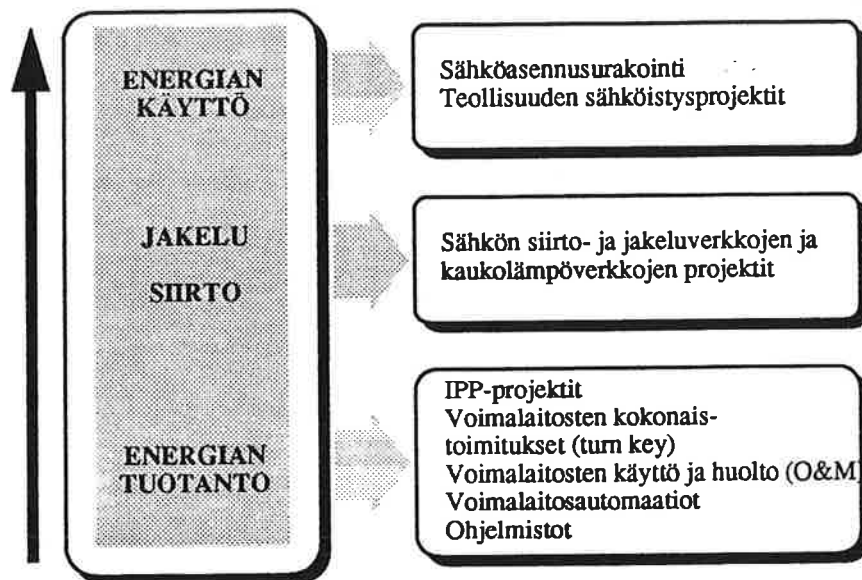 ENERGIAN
KÄYTTÖ
Sähköasennusurakointi
Teollisuuden sähköistysprojektit
JAKELU
SIIRTO
Sähkön siirto- ja jakeluverkkojen ja
kaukolämpöverkkojen projektit
ENERGIAN
TUOTANTO
IPP-projektit
Voimalaitosten kokonais-
toimitukset (turn key)
Voimalaitosten käyttö ja huolto (O&M)
Voimalaitosautomaatiot
Ohjelmistot